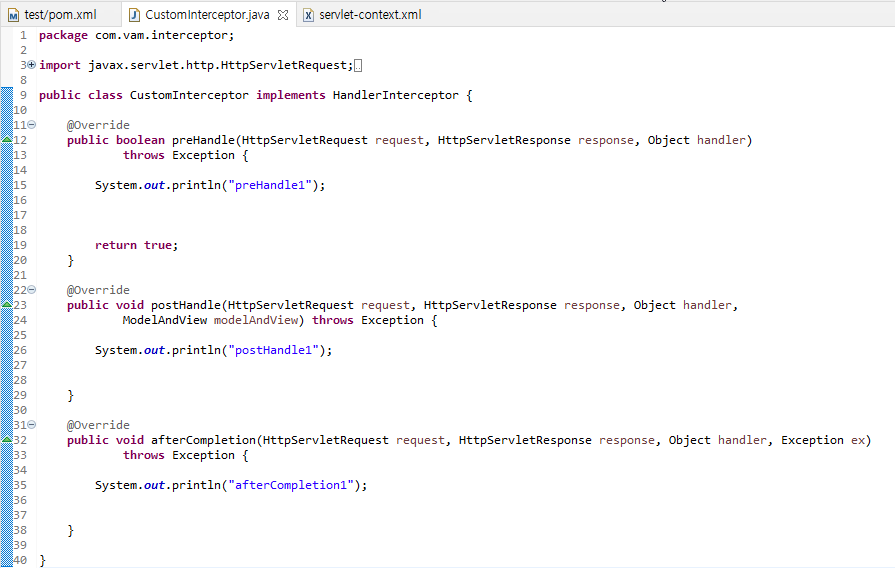 test/pom.xml CustomInterceptor.java servlet-context.xml
1 package com.vam.interceptor;
2
3 import javax.servlet.http.HttpServletRequest;
8
9 public class CustomInterceptor implements HandlerInterceptor {
10
11 @Override
12 public boolean preHandle(HttpServletRequest request, HttpServletResponse response, Object handler)
13 throws Exception {
14
15 System.out.println("preHandle1");
16
17
18
19 return true;
20 }
21
22 @Override
23 public void postHandle(HttpServletRequest request, HttpServletResponse response, Object handler,
24 ModelAndView modelAndView) throws Exception {
25
26 System.out.println("postHandle1");
27
28
29 }
30
31 @Override
32 public void afterCompletion(HttpServletRequest request, HttpServletResponse response, Object handler, Exception ex)
33 throws Exception {
34
35 System.out.println("afterCompletion1");
36
37
38 }
39
40 }